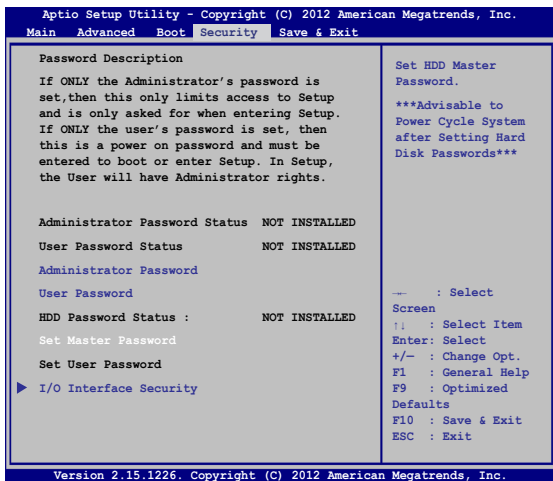 Aptio Setup Utility - Copyright (C) 2012 American Megatrends, Inc.
Main Advanced Boot Security Save & Exit
Password Description
If ONLY the Administrator's password is
set,then this only limits access to Setup
and is only asked for when entering Setup.
If ONLY the user's password is set, then
this is a power on password and must be
entered to boot or enter Setup. In Setup,
the User will have Administrator rights.
Administrator Password Status NOT INSTALLED
User Password Status NOT INSTALLED
Administrator Password
User Password
HDD Password Status : NOT INSTALLED
Set Master Password
Set User Password
I/O Interface Security
Set HDD Master
Password.
***Advisable to
Power Cycle System
after Setting Hard
Disk Passwords***
→← : Select
Screen
↑↓ : Select Item
Enter: Select
+/— : Change Opt.
F1 : General Help
F9 : Optimized
Defaults
F10 : Save & Exit
ESC : Exit
Version 2.15.1226. Copyright (C) 2012 American Megatrends, Inc.